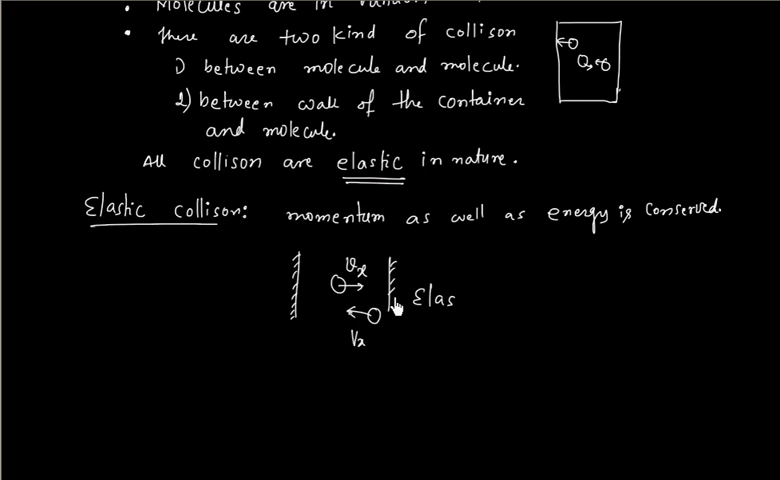 • Molecules are in
• There are two kind of collison
1) between molecule and molecule.
2) between wall of the container
and molecule.
All collison are elastic in nature.
Elastic collison: momentum as well as energy is conserved.
vx
Elas
Vx